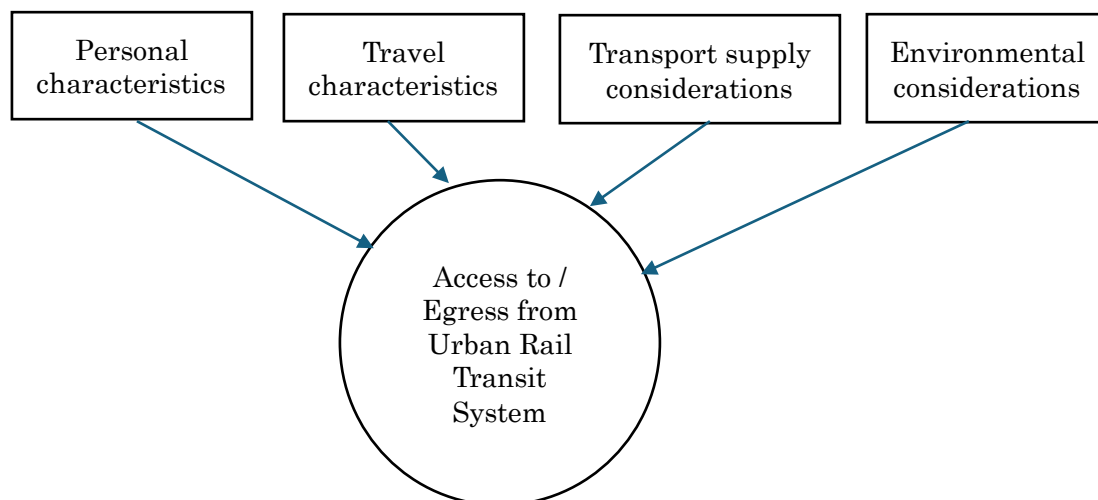 Personal
characteristics
Travel
characteristics
Transport supply
considerations
Environmental
considerations
Access to /
Egress from
Urban Rail
Transit
System